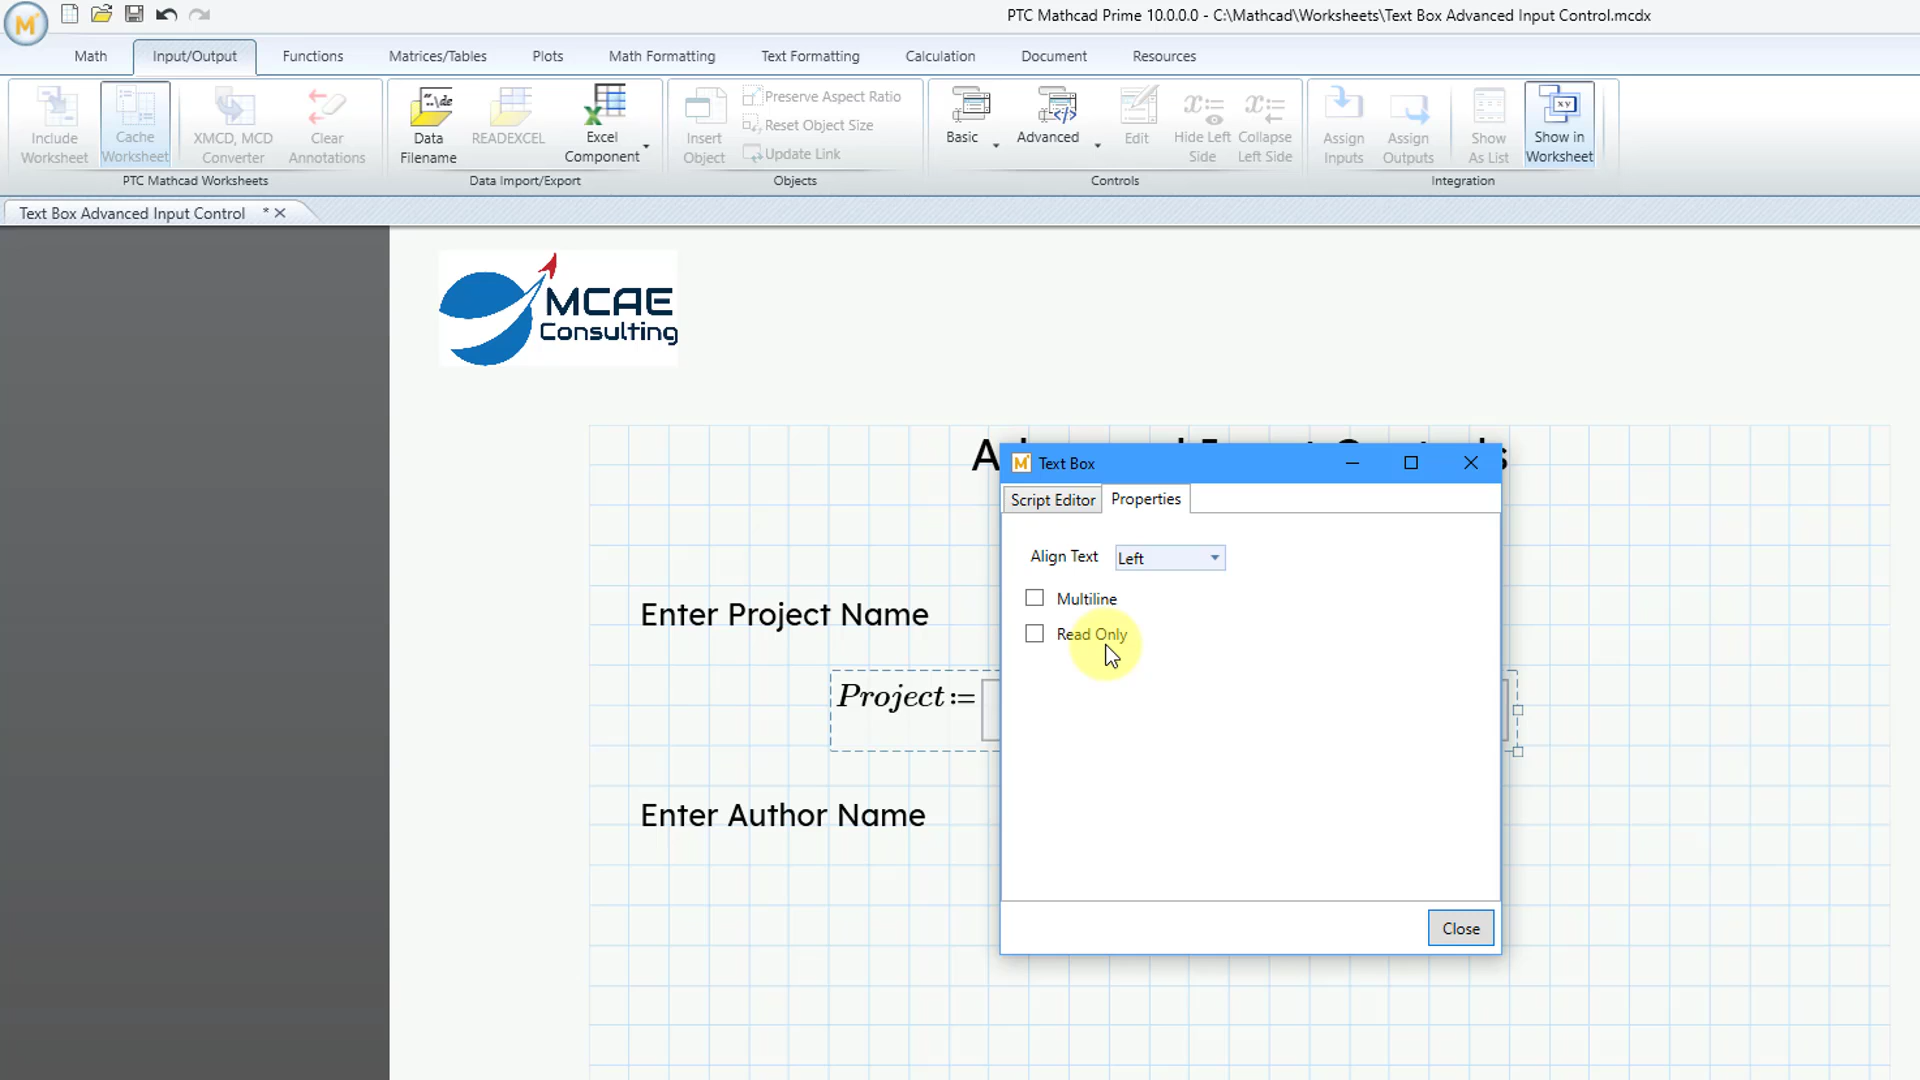 PTC Mathcad Prime 10.0.0.0 - C:\Mathcad\Worksheets\Text Box Advanced Input Control.mcdx
Math Input/Output Functions Matrices/Tables Plots Math Formatting Text Formatting Calculation Document Resources
Include Worksheet
Cache Worksheet
XMCD, MCD Converter
Clear Annotations
PTC Mathcad Worksheets
Data Filename
READEXCEL
Excel Component
Data Import/Export
Insert Object
Preserve Aspect Ratio
Reset Object Size
Update Link
Objects
Basic
Advanced
Edit
Hide Left Side
Collapse Left Side
Controls
Assign Inputs
Assign Outputs
Show As List
Show in Worksheet
Integration
Text Box Advanced Input Control *
MCAE
Consulting
Text Box
Script Editor Properties
Align Text Left
Multiline
Read Only
Close
Enter Project Name
Project:=
Enter Author Name